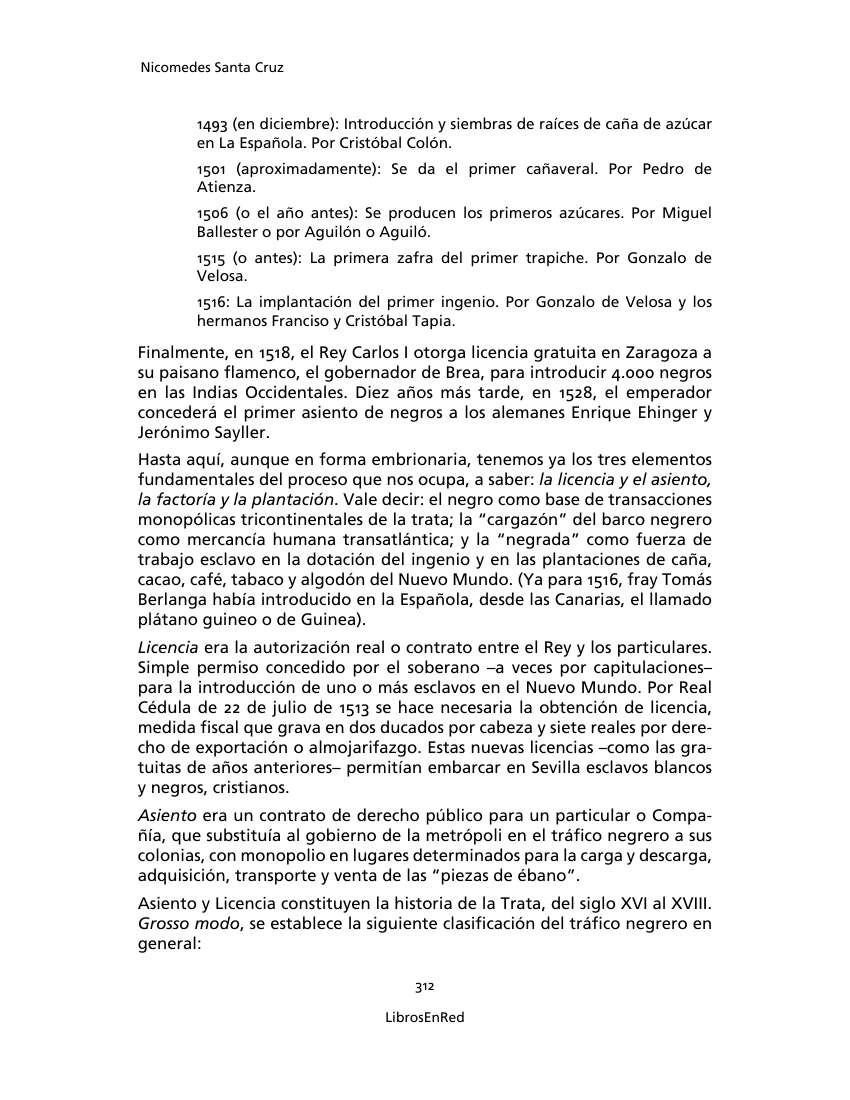 Nicomedes Santa Cruz
1493 (en diciembre): Introducción y siembras de raíces de caña de azúcar
en La Española. Por Cristóbal Colón.
1501 (aproximadamente): Se da el primer cañaveral. Por Pedro de
Atienza.
1506 (o el año antes): Se producen los primeros azúcares. Por Miguel
Ballester o por Aguilón o Aguiló.
1515 (o antes): La primera zafra del primer trapiche. Por Gonzalo de
Velosa.
1516: La implantación del primer ingenio. Por Gonzalo de Velosa y los
hermanos Franciso y Cristóbal Tapia.
Finalmente, en 1518, el Rey Carlos I otorga licencia gratuita en Zaragoza a
su paisano flamenco, el gobernador de Brea, para introducir 4.000 negros
en las Indias Occidentales. Diez años más tarde, en 1528, el emperador
concederá el primer asiento de negros a los alemanes Enrique Ehinger y
Jerónimo Sayller.
Hasta aquí, aunque en forma embrionaria, tenemos ya los tres elementos
fundamentales del proceso que nos ocupa, a saber: la licencia y el asiento,
la factoría y la plantación. Vale decir: el negro como base de transacciones
monopólicas tricontinentales de la trata; la “cargazón” del barco negrero
como mercancía humana transatlántica; y la “negrada” como fuerza de
trabajo esclavo en la dotación del ingenio y en las plantaciones de caña,
cacao, café, tabaco y algodón del Nuevo Mundo. (Ya para 1516, fray Tomás
Berlanga había introducido en la Española, desde las Canarias, el llamado
plátano guineo o de Guinea).
Licencia era la autorización real o contrato entre el Rey y los particulares.
Simple permiso concedido por el soberano –a veces por capitulaciones–
para la introducción de uno o más esclavos en el Nuevo Mundo. Por Real
Cédula de 22 de julio de 1513 se hace necesaria la obtención de licencia,
medida fiscal que grava en dos ducados por cabeza y siete reales por dere-
cho de exportación o almojarifazgo. Estas nuevas licencias –como las gra-
tuitas de años anteriores– permitían embarcar en Sevilla esclavos blancos
y negros, cristianos.
Asiento era un contrato de derecho público para un particular o Compa-
ñía, que substituía al gobierno de la metrópoli en el tráfico negrero a sus
colonias, con monopolio en lugares determinados para la carga y descarga,
adquisición, transporte y venta de las “piezas de ébano”.
Asiento y Licencia constituyen la historia de la Trata, del siglo XVI al XVIII.
Grosso modo, se establece la siguiente clasificación del tráfico negrero en
general:
312
LibrosEnRed